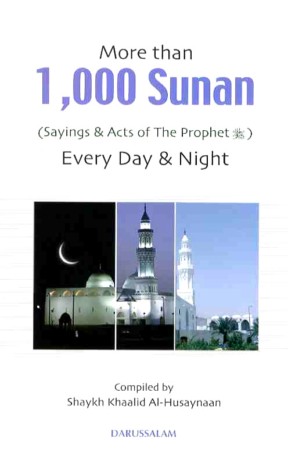 More than
1,000 Sunan
(Sayings & Acts of The Prophet ﷺ)
Every Day & Night
Compiled by
Shaykh Khaalid Al-Husaynaan
DARUSSALAM